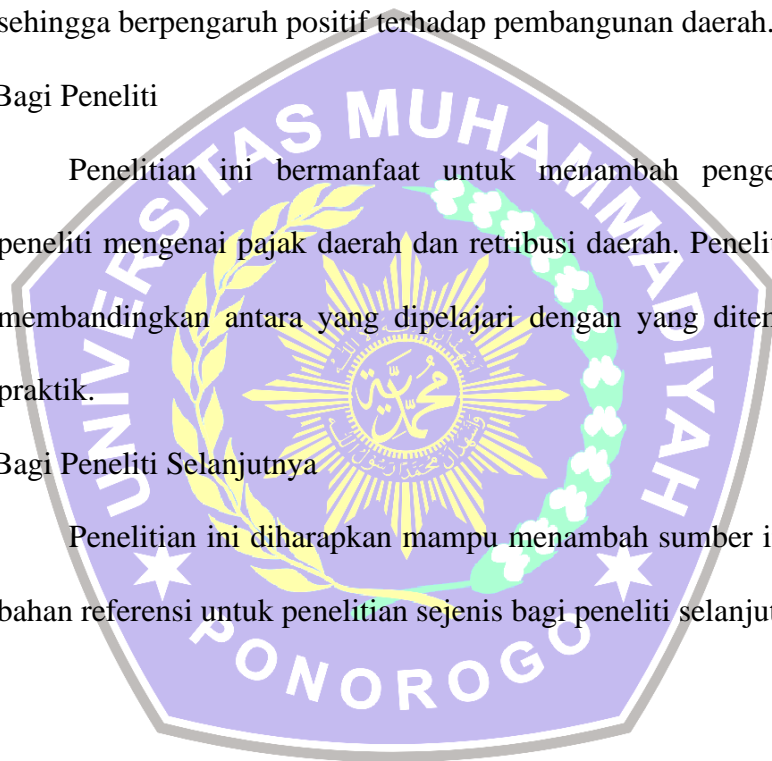 sehingga berpengaruh positif terhadap pembangunan daerah.
Bagi Peneliti
Penelitian ini bermanfaat untuk menambah penge
peneliti mengenai pajak daerah dan retribusi daerah. Penelit
membandingkan antara yang dipelajari dengan yang ditem
praktik.
Bagi Peneliti Selanjutnya
Penelitian ini diharapkan mampu menambah sumber i
bahan referensi untuk penelitian sejenis bagi peneliti selanjut
UNIVERSITAS MUHAMMADIYAH
PONOROGO
محمدية